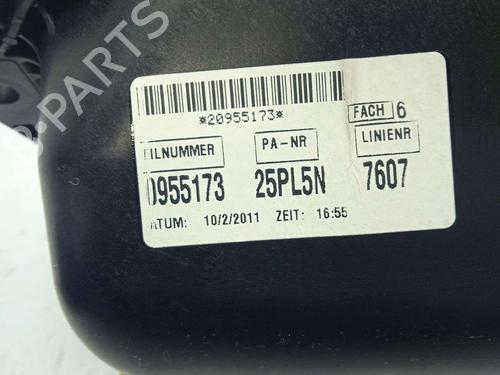 PARTS
*20955173*
FACH 6
ILNUMMER PA-NR LINIENR
0955173 25PL5N 7607
ATUM: 10/2/2011 ZEIT: 16:55